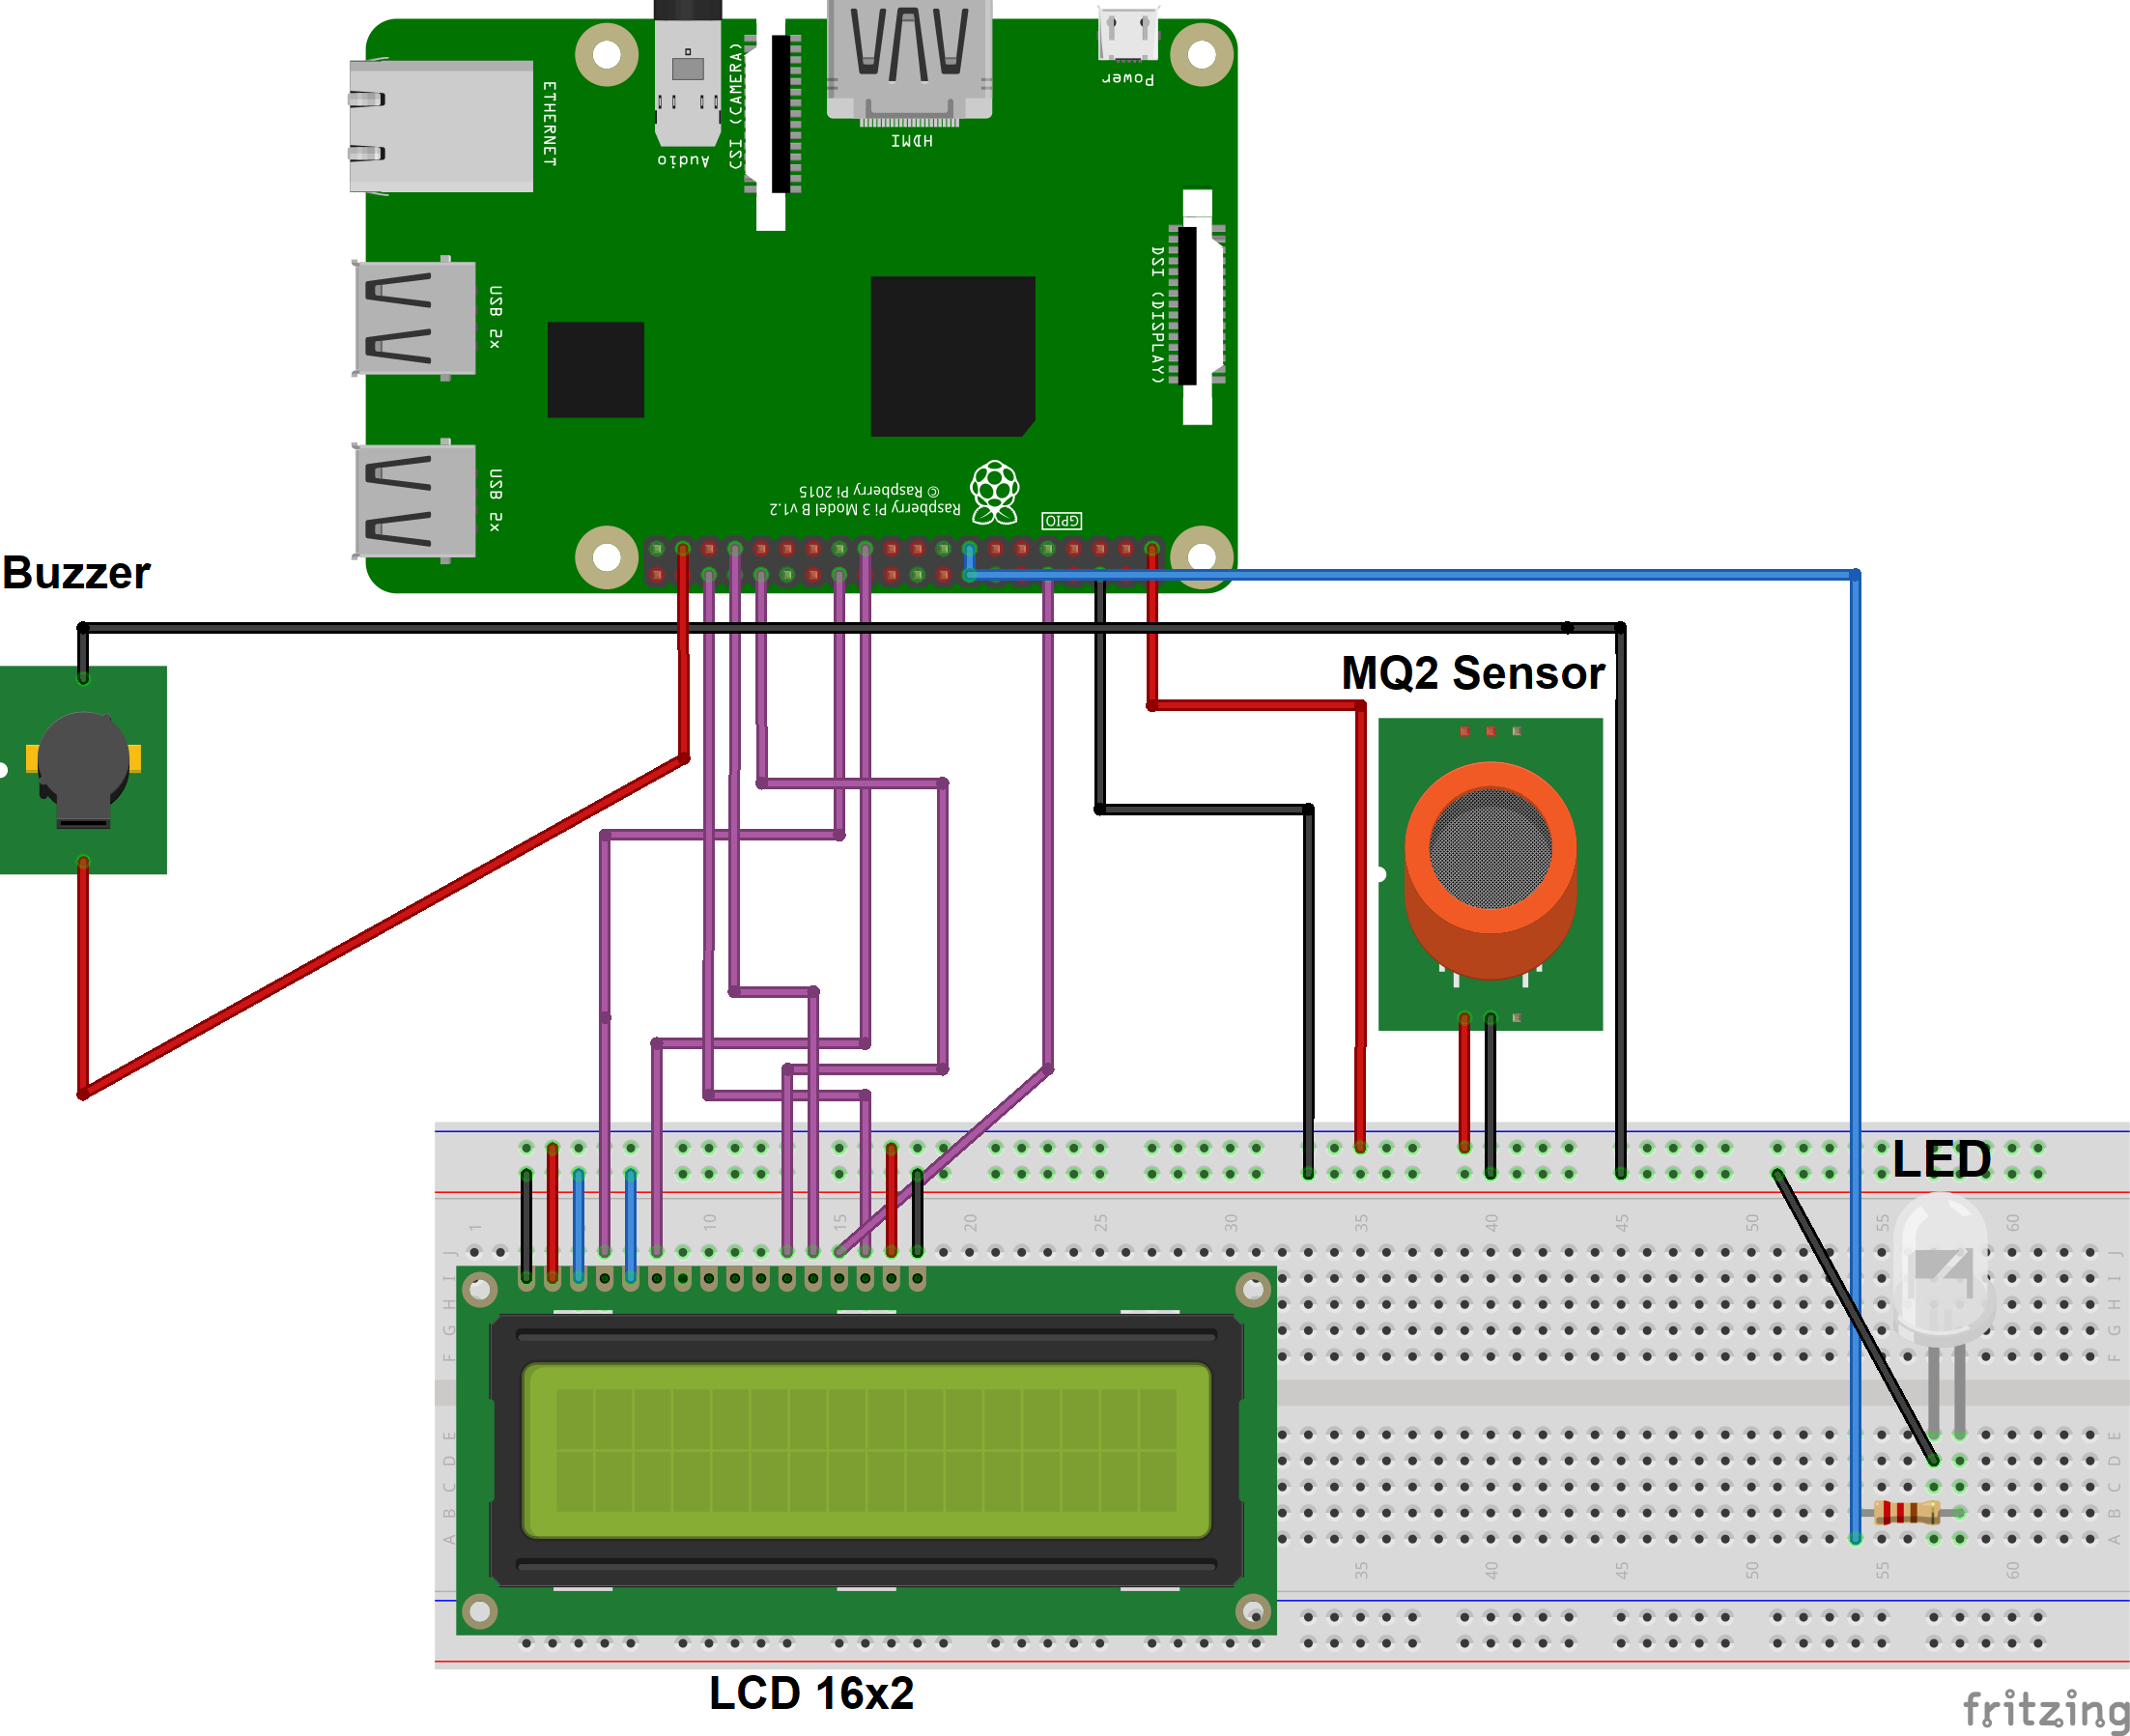 ETHERNET
Audio
CSI (CAMERA)
HDMI
Power
DSI (DISPLAY)
USB 2x
USB 2x
© Raspberry Pi 2015
Raspberry Pi 3 Model B v1.2
GPIO
Buzzer
MQ2 Sensor
LED
1 10 15 20 25 30 35 40 45 50 55 60
J J
I I
H H
G G
F F
E E
D D
C C
B B
A A
35 40 45 50 55 60
LCD 16x2
fritzing